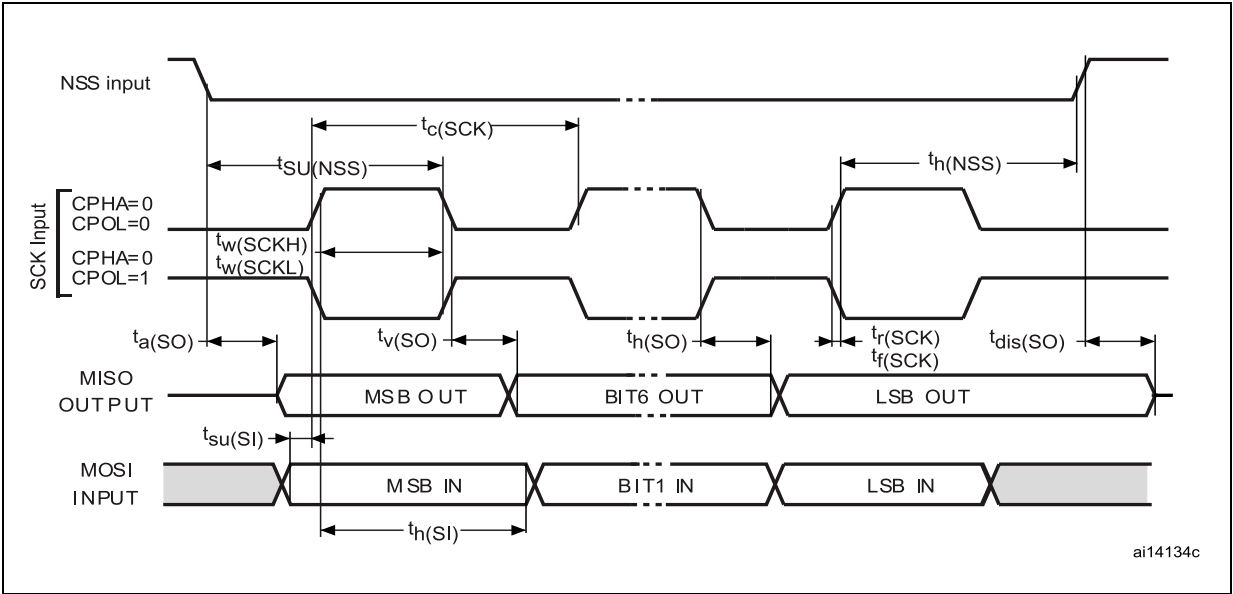 NSS input
tc(SCK)
tSU(NSS)
th(NSS)
SCK Input
CPHA=0
CPOL=0
tw(SCKH)
CPHA=0
tw(SCKL)
CPOL=1
ta(SO)
tv(SO)
th(SO)
tr(SCK)
tf(SCK)
tdis(SO)
MISO
OUTPUT
MSB OUT
BIT6 OUT
LSB OUT
tsu(SI)
MOSI
INPUT
MSB IN
BIT1 IN
LSB IN
th(SI)
ai14134c